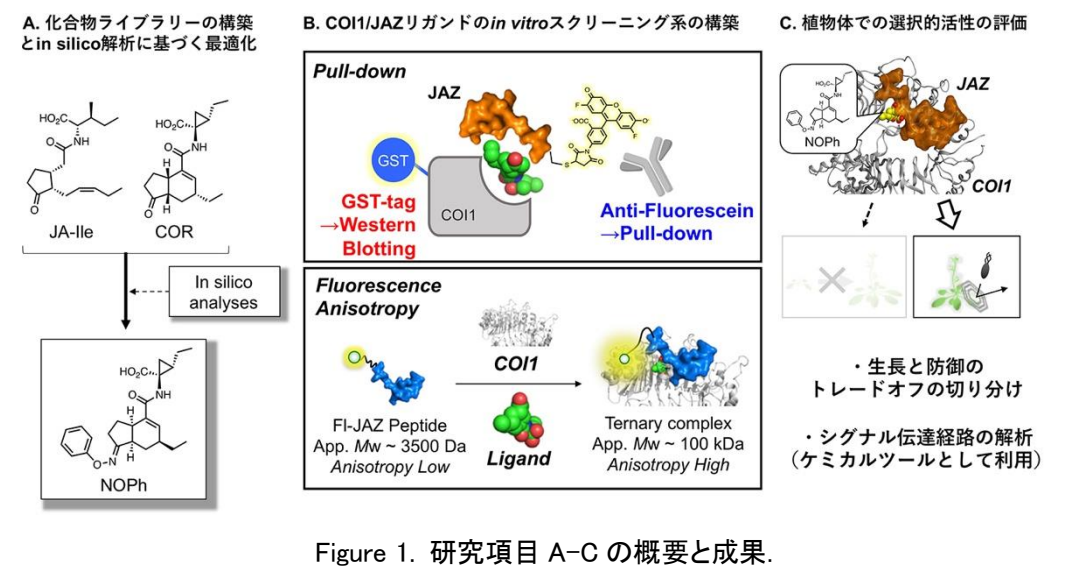 A. 化合物ライブラリーの構築
とin silico解析に基づく最適化
HO₂C
NH
O
O
JA-Ile
HO₂C
NH
O
H
H
O
COR
In silico
analyses
HO₂C
NH
O
H
H
O-N
NOPh
B. COI1/JAZリガンドのin vitroスクリーニング系の構築
Pull-down
JAZ
GST
COI1
GST-tag
→Western
Blotting
Anti-Fluorescein
→Pull-down
Fluorescence
Anisotropy
COI1
Ligand
Fl-JAZ Peptide
App. Mw ~ 3500 Da
Anisotropy Low
Ternary complex
App. Mw ~ 100 kDa
Anisotropy High
C. 植物体での選択的活性の評価
HO₂C
NH
NOPh
JAZ
COI1
・生長と防御の
トレードオフの切り分け
・シグナル伝達経路の解析
（ケミカルツールとして利用）
Figure 1. 研究項目 A-C の概要と成果.